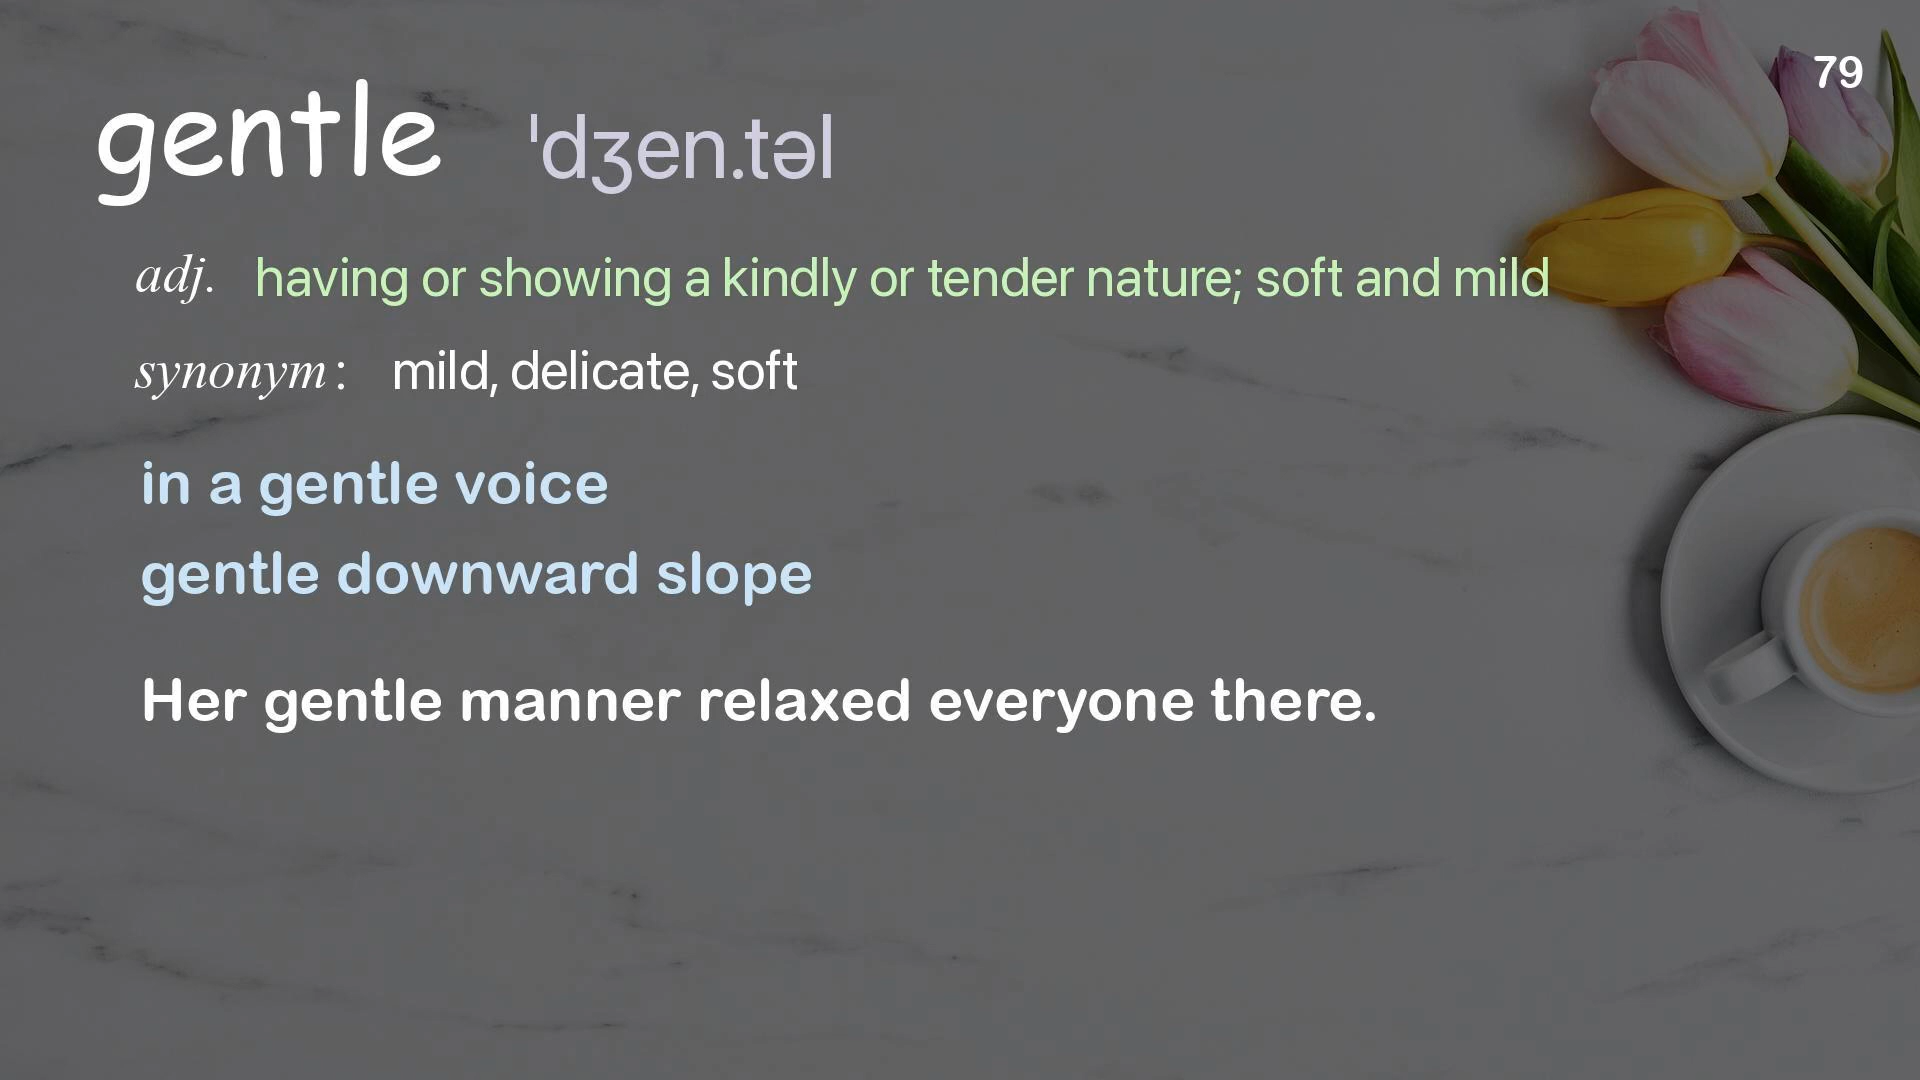 79
gentle ˈdʒen.təl
adj. having or showing a kindly or tender nature; soft and mild
synonym: mild, delicate, soft
in a gentle voice
gentle downward slope
Her gentle manner relaxed everyone there.